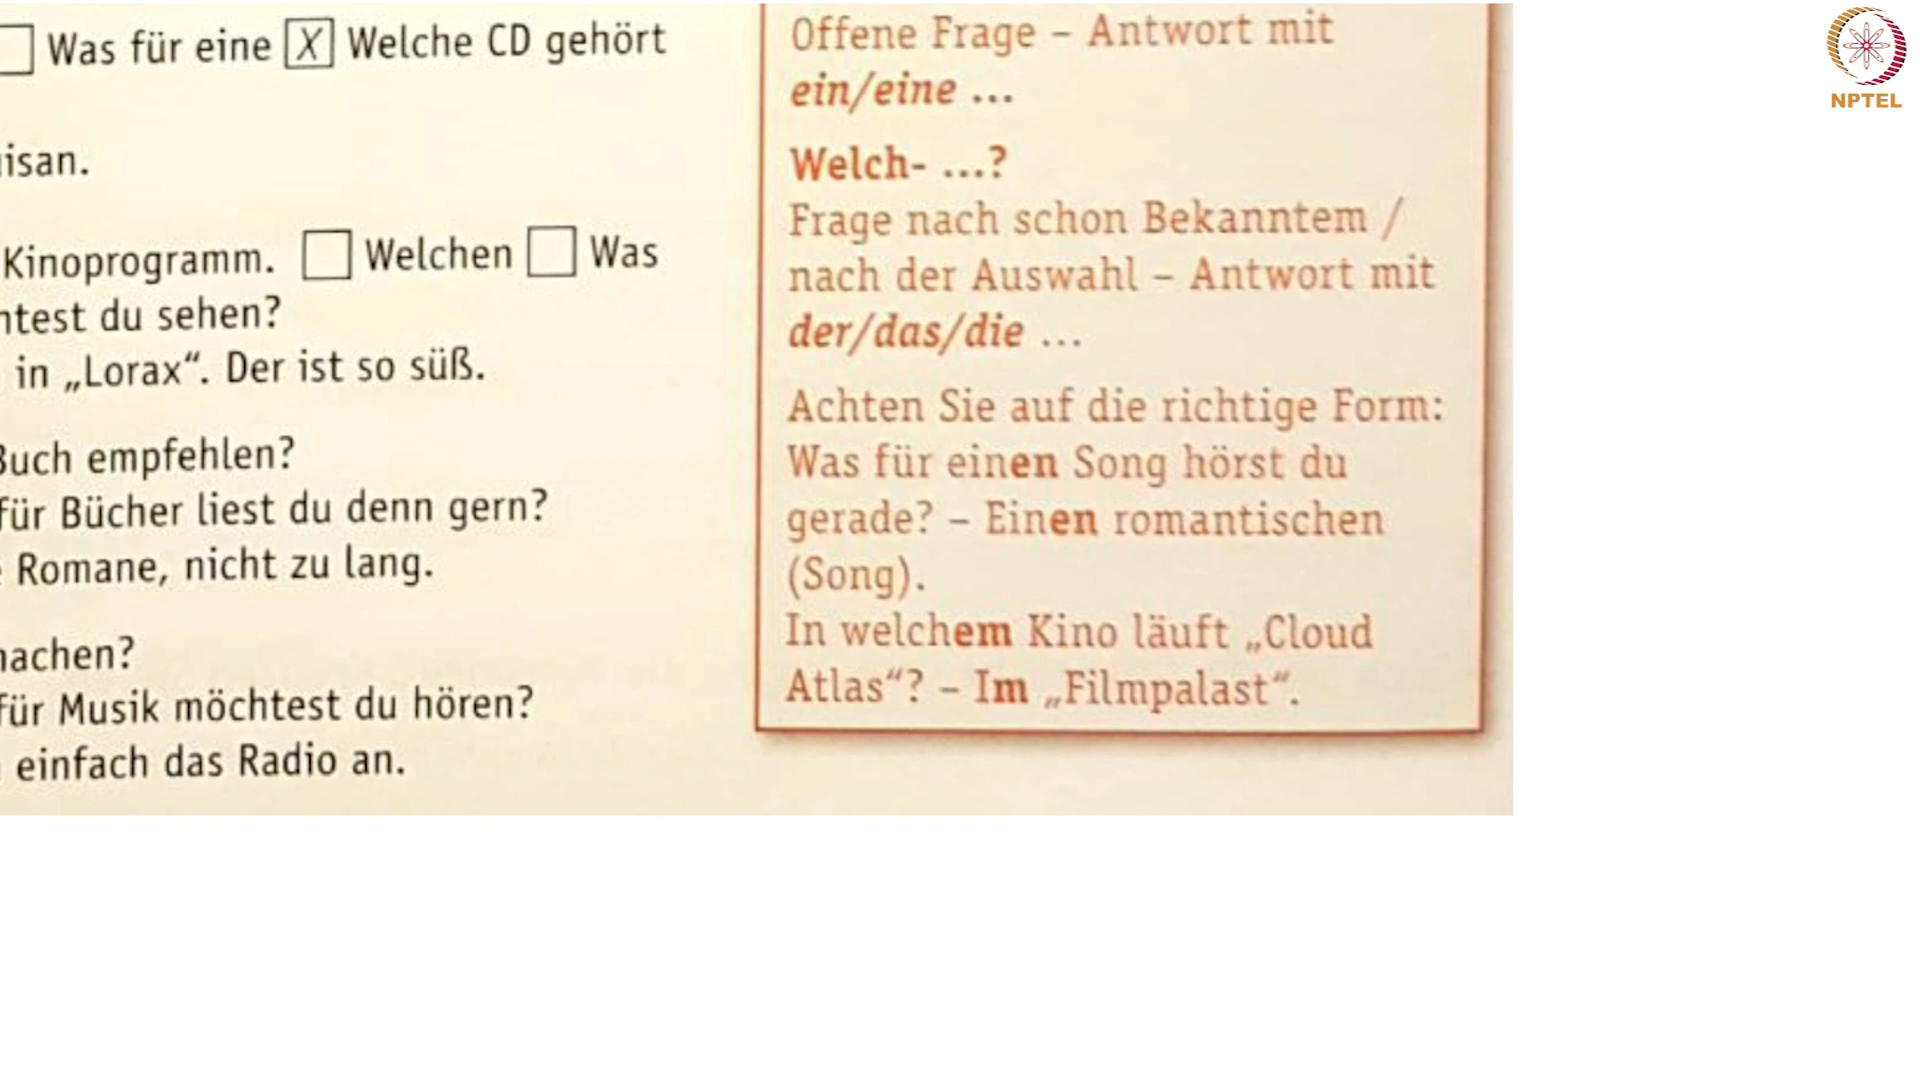 Was für eine [X] Welche CD gehört
isan.
Kinoprogramm. Welchen Was
test du sehen?
in „Lorax“. Der ist so süß.
Buch empfehlen?
für Bücher liest du denn gern?
Romane, nicht zu lang.
machen?
für Musik möchtest du hören?
einfach das Radio an.
Offene Frage – Antwort mit
ein/eine ...
Welch- ...?
Frage nach schon Bekanntem /
nach der Auswahl – Antwort mit
der/das/die ...
Achten Sie auf die richtige Form:
Was für einen Song hörst du
gerade? – Einen romantischen
(Song).
In welchem Kino läuft „Cloud
Atlas“? – Im „Filmpalast“.
NPTEL